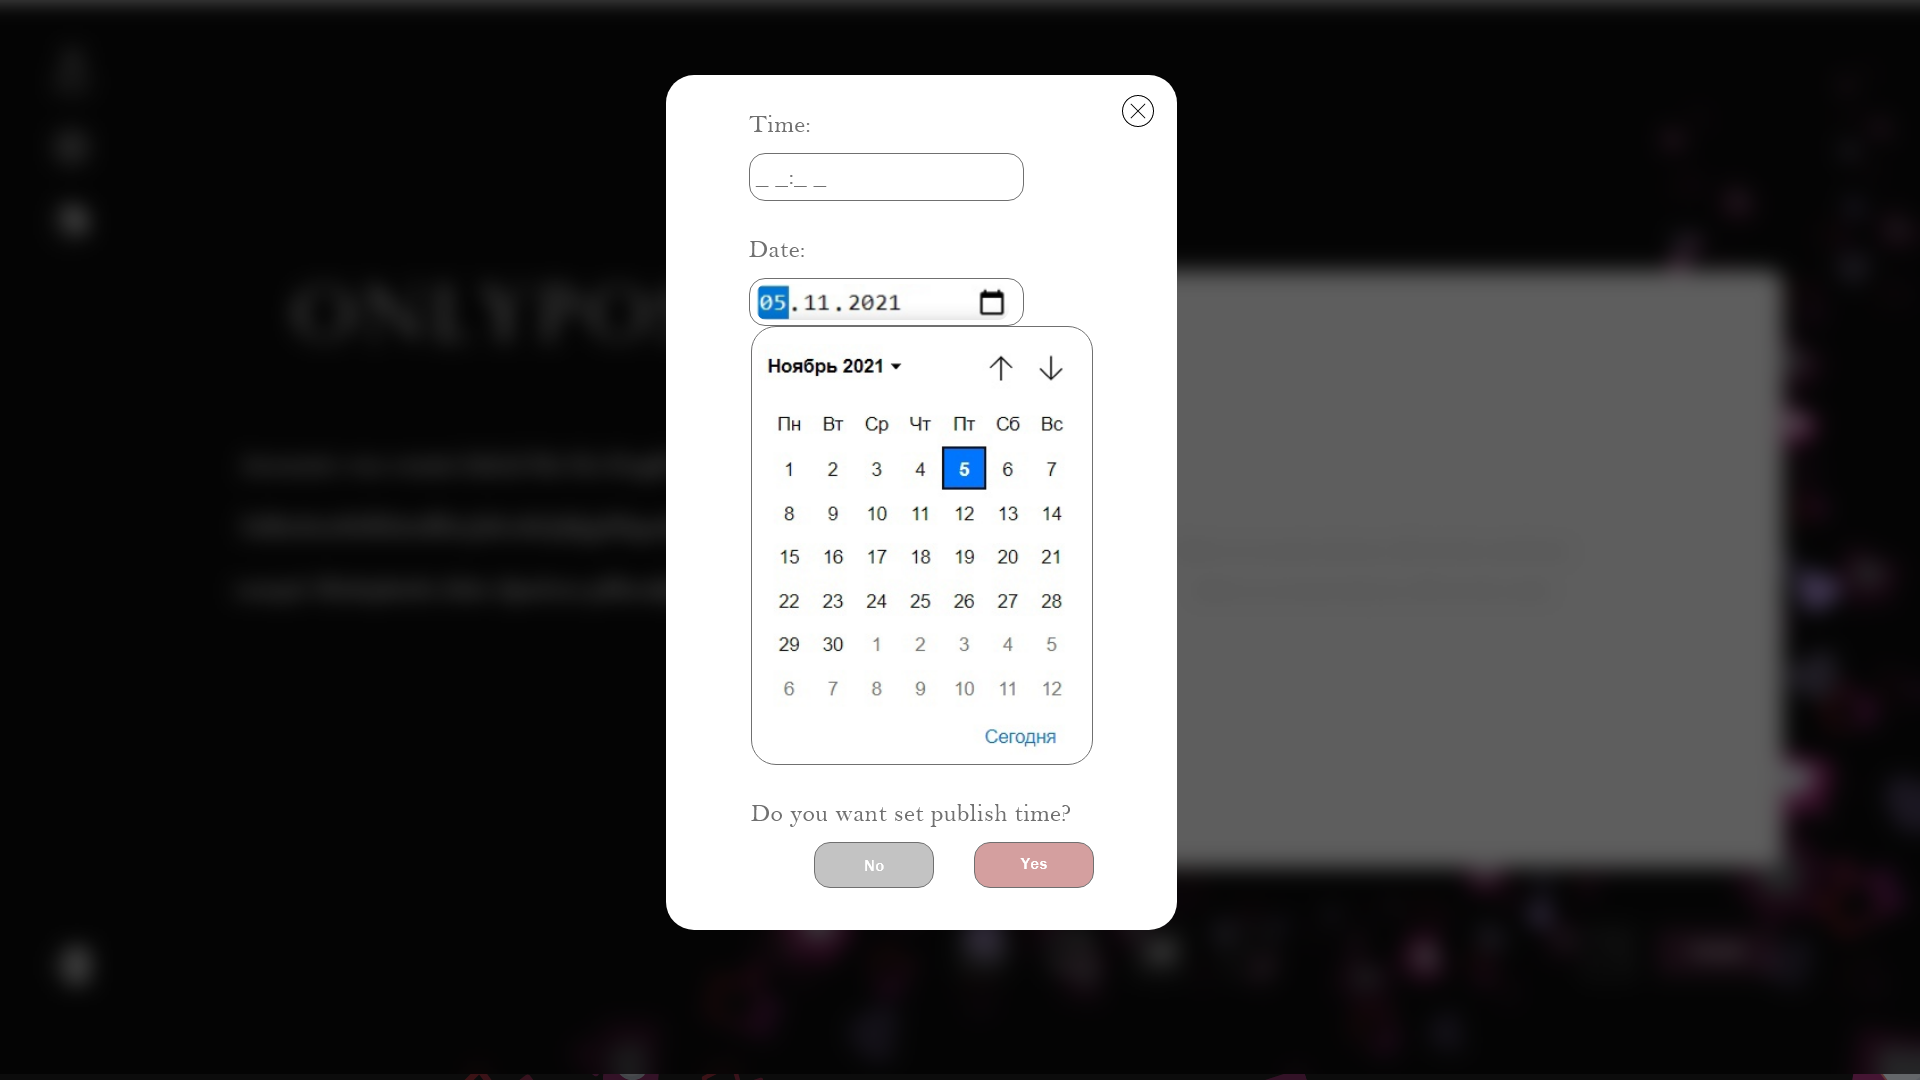 Time:
_ _:_ _
Date:
05.11.2021
Ноябрь 2021
Пн Вт Ср Чт Пт Сб Вс
1 2 3 4 5 6 7
8 9 10 11 12 13 14
15 16 17 18 19 20 21
22 23 24 25 26 27 28
29 30 1 2 3 4 5
6 7 8 9 10 11 12
Сегодня
Do you want set publish time?
No Yes